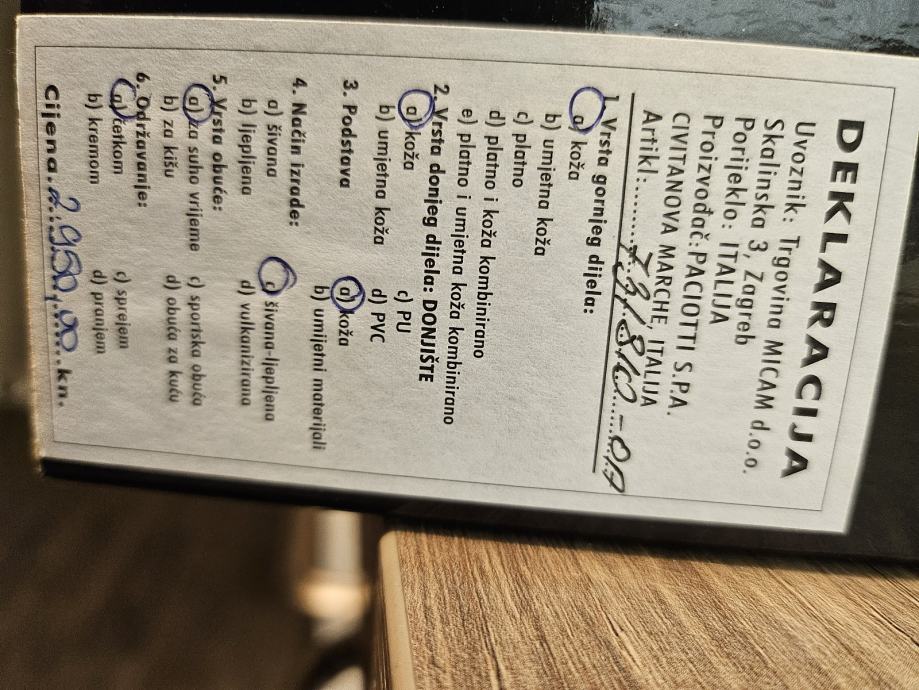 DEKLARACIJA
Uvoznik: Trgovina MICAM d.o.o.
Skalinska 3, Zagreb
Porijeklo: ITALIJA
Proizvođač: PACIOTTI S.P.A.
CIVITANOVA MARCHE, ITALIJA
Artikl:
1. Vrsta gornjeg dijela:
a) koža
b) umjetna koža
c) platno
d) platno i koža kombinirano
e) platno i umjetna koža kombinirano
2. Vrsta donjeg dijela: DONJIŠTE
a) koža c) PU
b) umjetna koža d) PVC
3. Podstava a) koža
b) umjetni materijali
4. Način izrade:
a) šivana c) šivana-ljepljena
b) ljepljena d) vulkanizirana
5. Vrsta obuće:
a) za suho vrijeme c) sportska obuća
b) za kišu d) obuća za kuću
6. Održavanje:
a) četkom c) sprejem
b) kremom d) pranjem
Cijena. 2.950,00 kn.